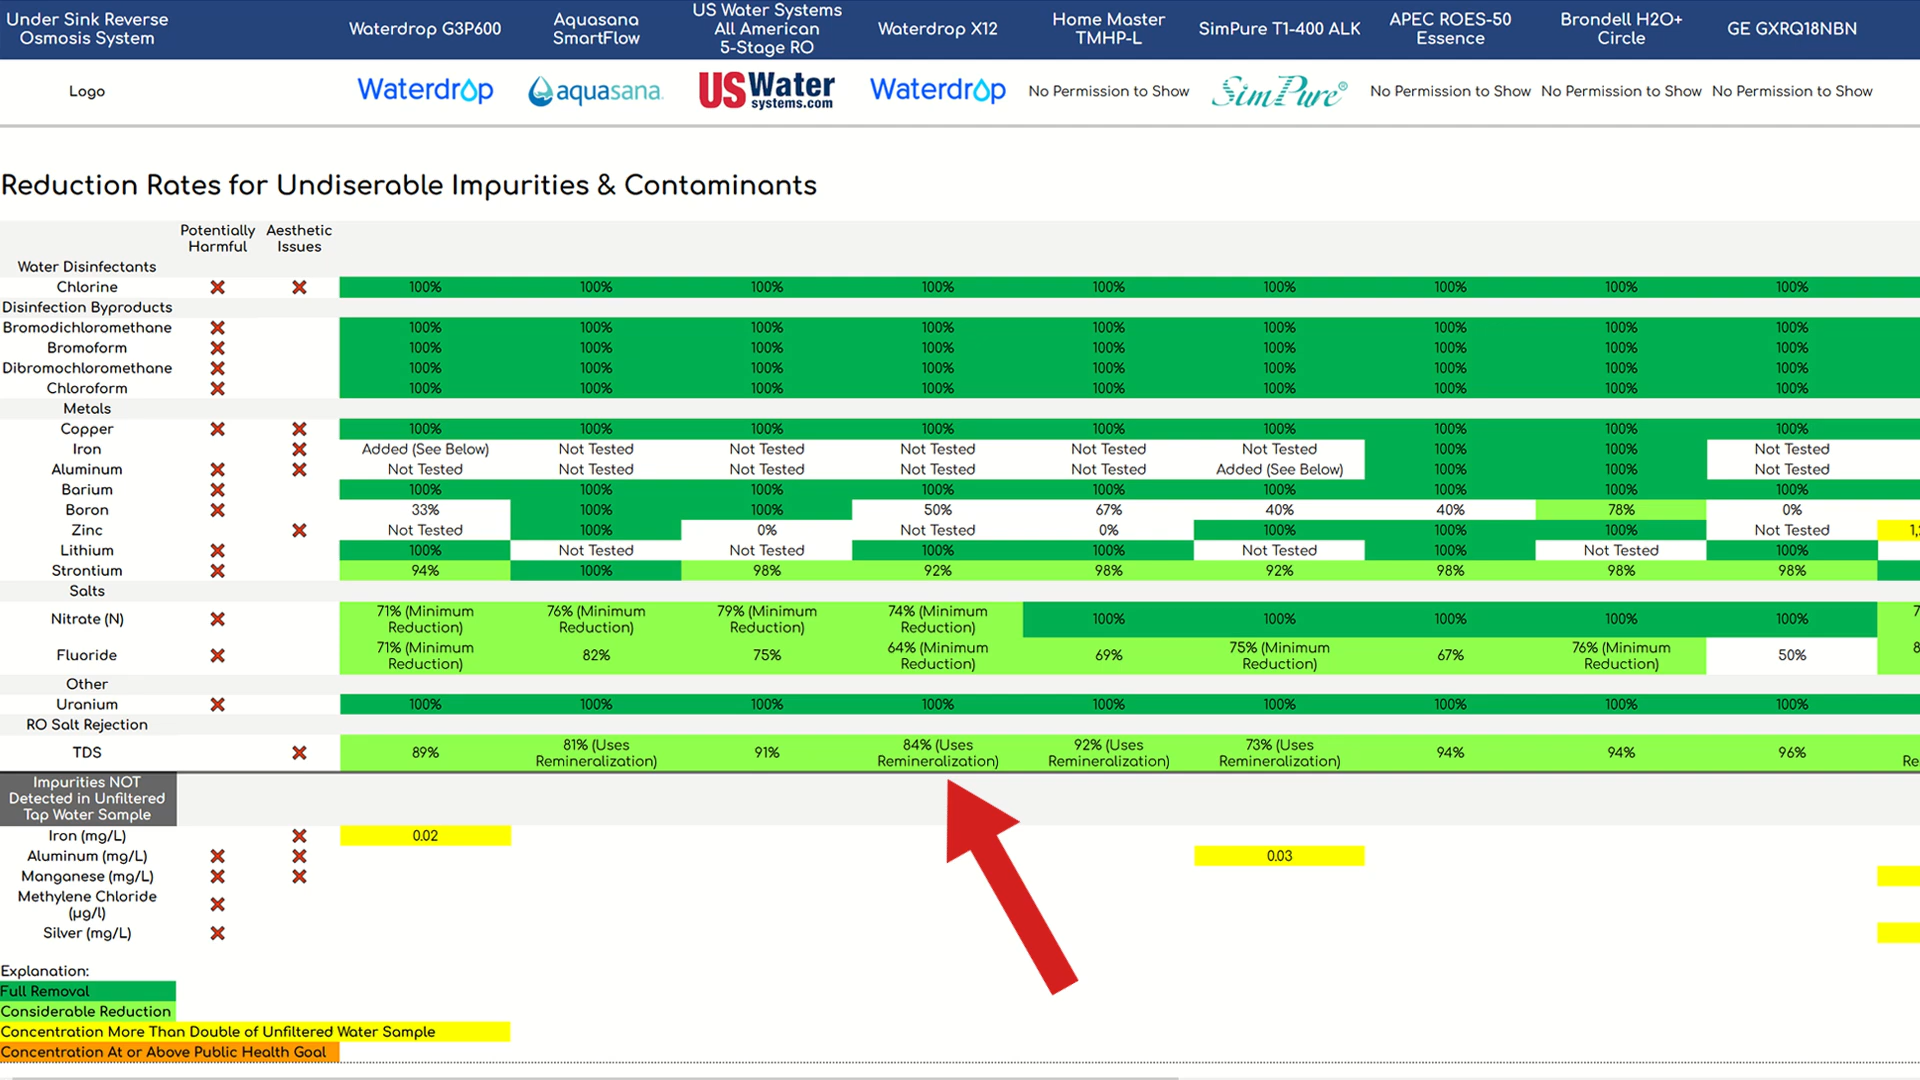 Under Sink Reverse Osmosis System | Waterdrop G3P600 | Aquasana SmartFlow | US Water Systems All American 5-Stage RO | Waterdrop X12 | Home Master TMHP-L | SimPure T1-400 ALK | APEC ROES-50 Essence | Brondell H2O+ Circle | GE GXRQ18NBN
Logo | Waterdrop | aquasana. | US Water systems.com | Waterdrop | No Permission to Show | SimPure® | No Permission to Show | No Permission to Show | No Permission to Show
Reduction Rates for Undiserable Impurities & Contaminants
Potentially Harmful | Aesthetic Issues
Water Disinfectants
Chlorine | 100% | 100% | 100% | 100% | 100% | 100% | 100% | 100% | 100%
Disinfection Byproducts
Bromodichloromethane | 100% | 100% | 100% | 100% | 100% | 100% | 100% | 100% | 100%
Bromoform | 100% | 100% | 100% | 100% | 100% | 100% | 100% | 100% | 100%
Dibromochloromethane | 100% | 100% | 100% | 100% | 100% | 100% | 100% | 100% | 100%
Chloroform | 100% | 100% | 100% | 100% | 100% | 100% | 100% | 100% | 100%
Metals
Copper | 100% | 100% | 100% | 100% | 100% | 100% | 100% | 100% | 100%
Iron | Added (See Below) | Not Tested | Not Tested | Not Tested | Not Tested | Not Tested | 100% | 100% | Not Tested
Aluminum | Not Tested | Not Tested | Not Tested | Not Tested | Not Tested | Added (See Below) | 100% | 100% | Not Tested
Barium | 100% | 100% | 100% | 100% | 100% | 100% | 100% | 100% | 100%
Boron | 33% | 100% | 100% | 50% | 67% | 40% | 40% | 78% | 0%
Zinc | Not Tested | 100% | 0% | Not Tested | 0% | 100% | 100% | 100% | Not Tested
Lithium | 100% | Not Tested | Not Tested | 100% | 100% | Not Tested | 100% | Not Tested | 100%
Strontium | 94% | 100% | 98% | 92% | 98% | 92% | 98% | 98% | 98%
Salts
Nitrate (N) | 71% (Minimum Reduction) | 76% (Minimum Reduction) | 79% (Minimum Reduction) | 74% (Minimum Reduction) | 100% | 100% | 100% | 100% | 100%
Fluoride | 71% (Minimum Reduction) | 82% | 75% | 64% (Minimum Reduction) | 69% | 75% (Minimum Reduction) | 67% | 76% (Minimum Reduction) | 50%
Other
Uranium | 100% | 100% | 100% | 100% | 100% | 100% | 100% | 100% | 100%
RO Salt Rejection
TDS | 89% | 81% (Uses Remineralization) | 91% | 84% (Uses Remineralization) | 92% (Uses Remineralization) | 73% (Uses Remineralization) | 94% | 94% | 96%
Impurities NOT Detected in Unfiltered Tap Water Sample
Iron (mg/L) | 0.02
Aluminum (mg/L) | 0.03
Manganese (mg/L)
Methylene Chloride (µg/l)
Silver (mg/L)
Explanation:
Full Removal
Considerable Reduction
Concentration More Than Double of Unfiltered Water Sample
Concentration At or Above Public Health Goal